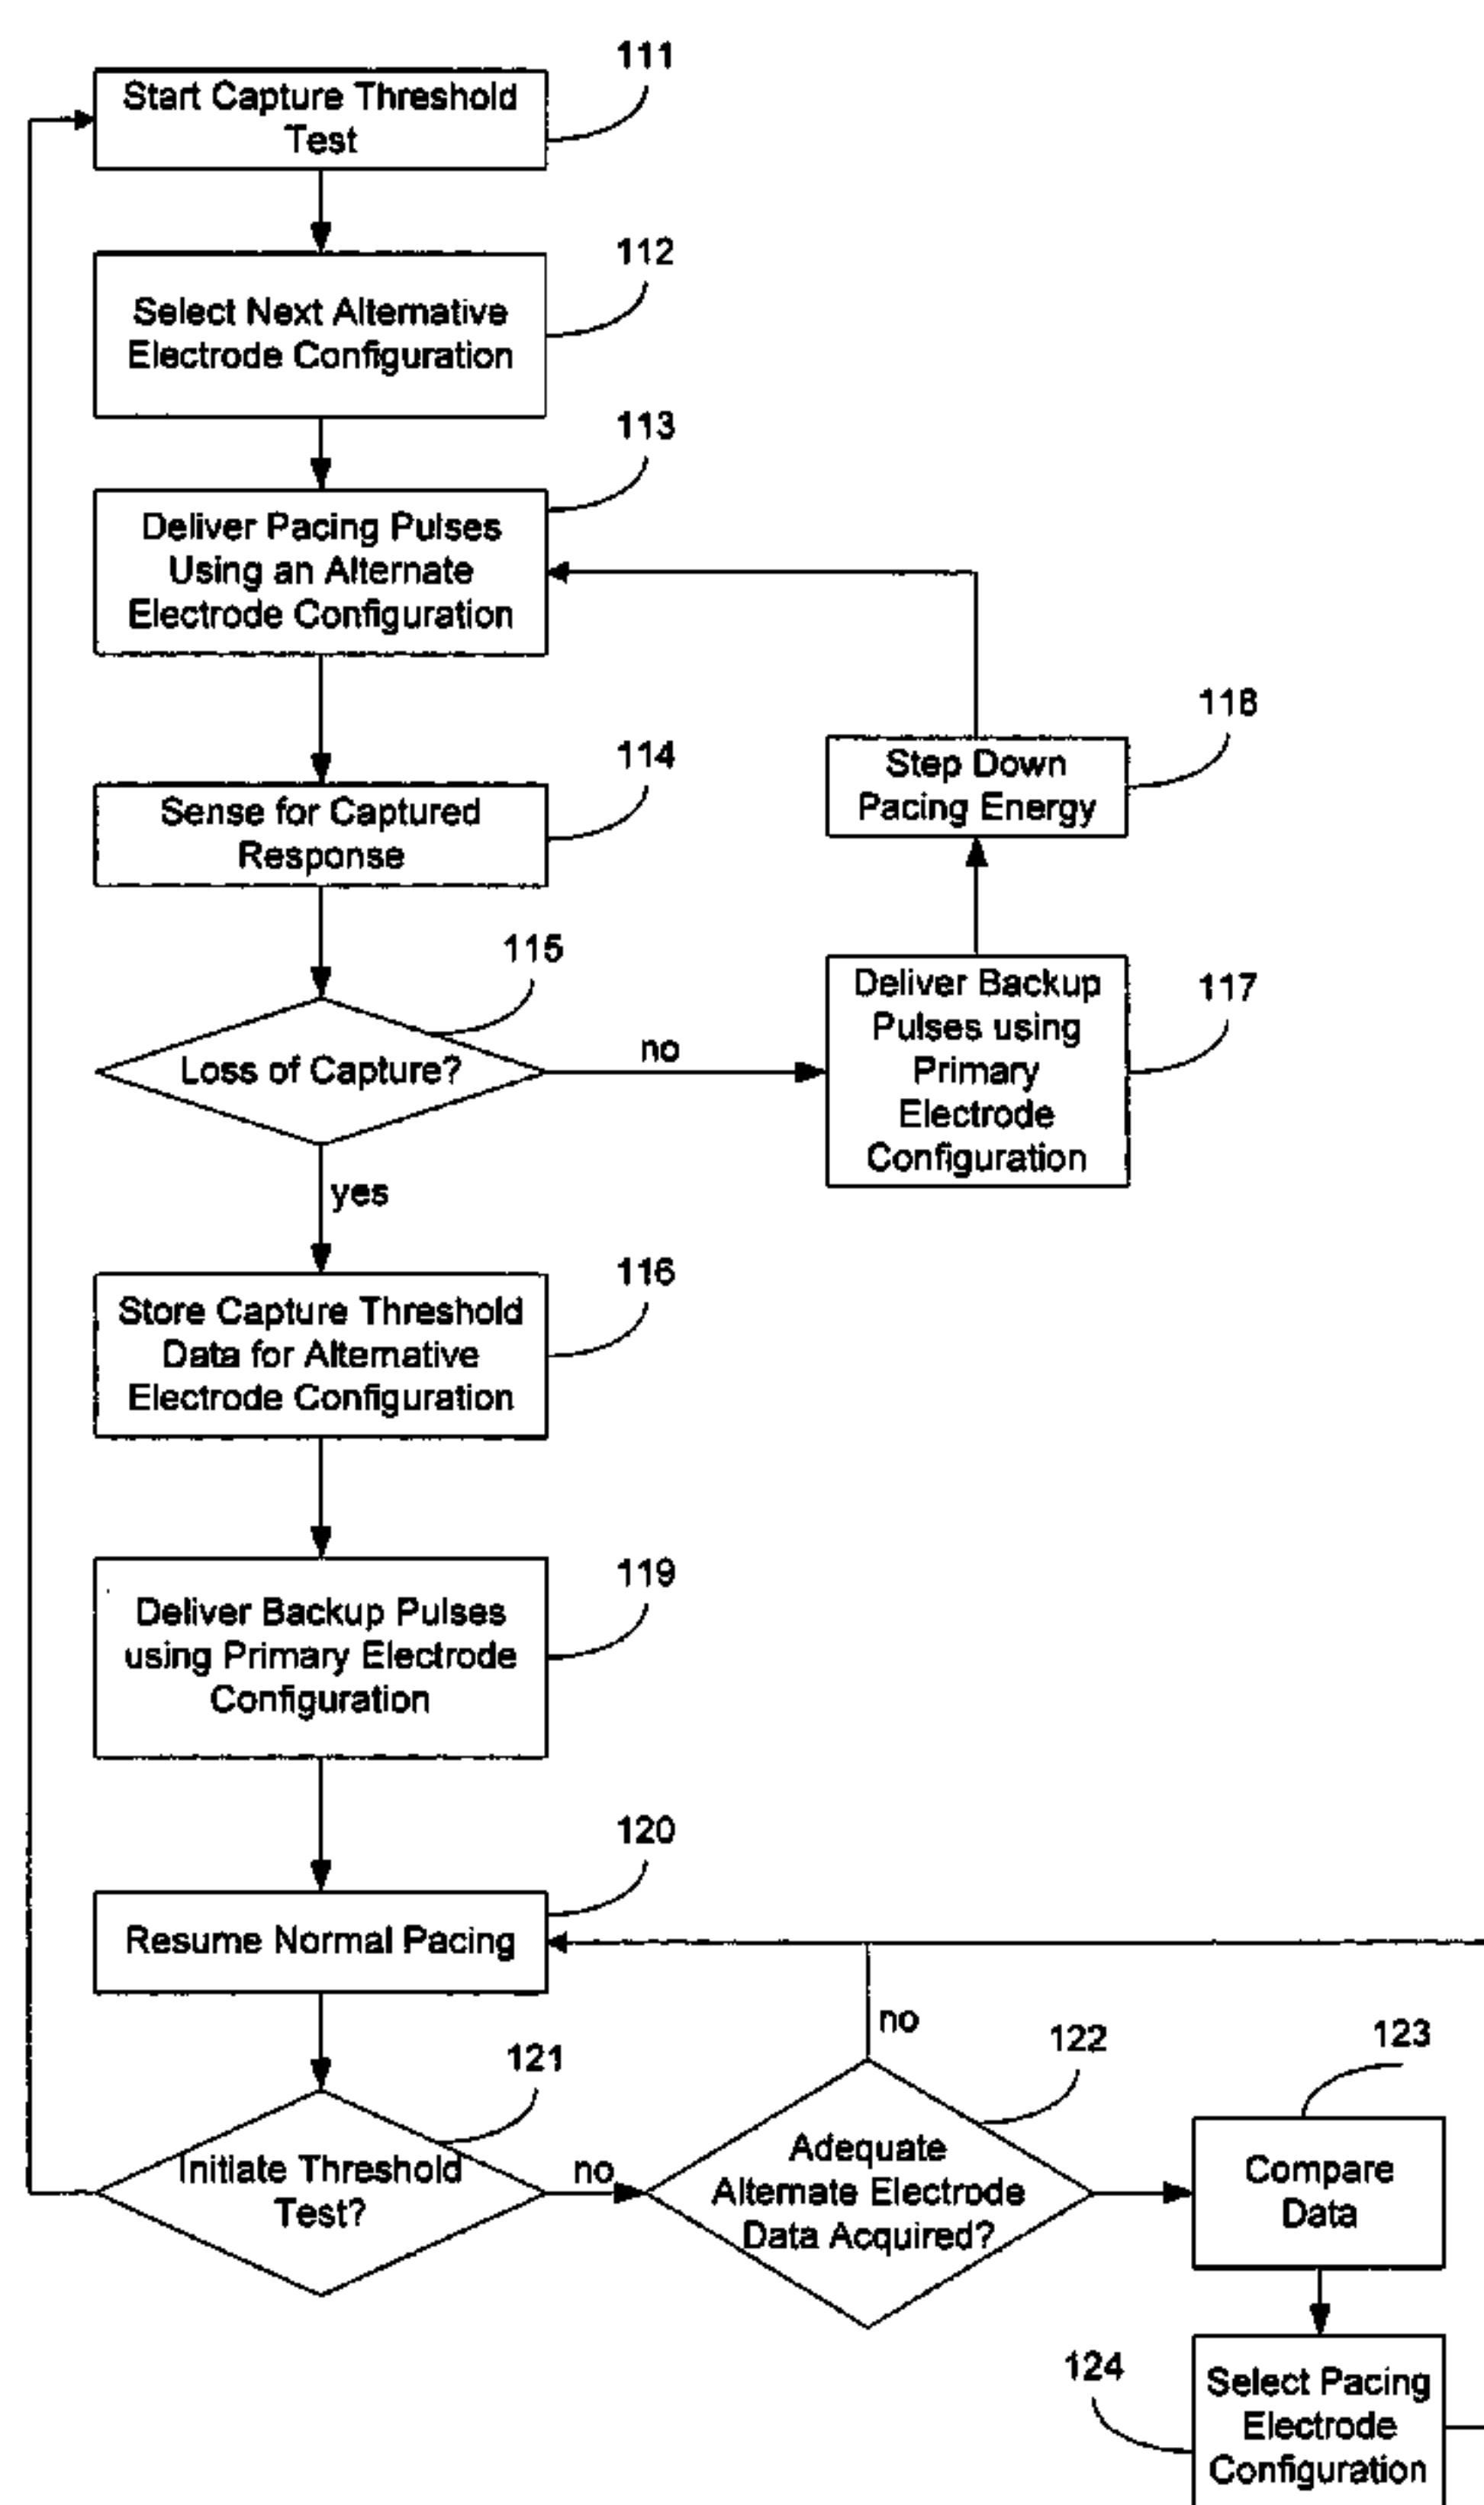 111
Start Capture Threshold
Test
112
Select Next Alternative
Electrode Configuration
113
Deliver Pacing Pulses
Using an Alternate
Electrode Configuration
118
Step Down
Pacing Energy
114
Sense for Captured
Response
115
Loss of Capture?
no
117
Deliver Backup
Pulses using
Primary
Electrode
Configuration
yes
116
Store Capture Threshold
Data for Alternative
Electrode Configuration
119
Deliver Backup Pulses
using Primary Electrode
Configuration
120
Resume Normal Pacing
no
121
Initiate Threshold
Test?
no
122
Adequate
Alternate Electrode
Data Acquired?
123
Compare
Data
124
Select Pacing
Electrode
Configuration